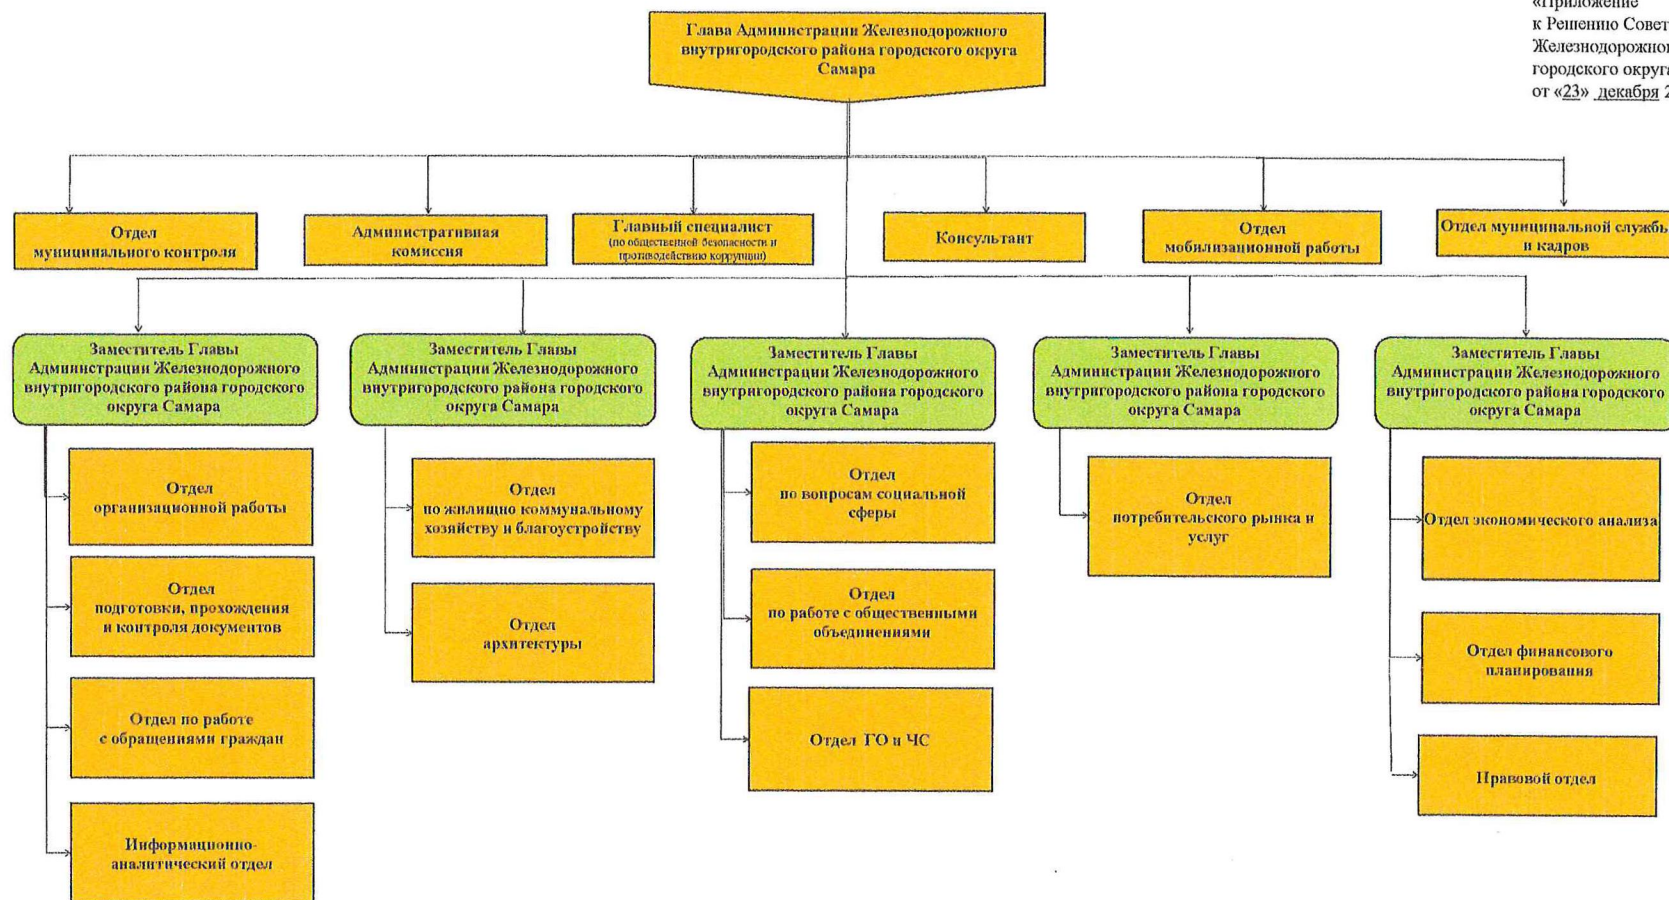 «Приложение
к Решению Совет
Железнодорожног
городского округа
от «23» декабря 2
Глава Администрации Железнодорожного
внутригородского района городского округа
Самара
Отдел
муниципального контроля
Административная
комиссия
Главный специалист
(по общественной безопасности и
противодействию коррупции)
Консультант
Отдел
мобилизационной работы
Отдел муниципальной службы
и кадров
Заместитель Главы
Администрации Железнодорожного
внутригородского района городского
округа Самара
Заместитель Главы
Администрации Железнодорожного
внутригородского района городского
округа Самара
Заместитель Главы
Администрации Железнодорожного
внутригородского района городского
округа Самара
Заместитель Главы
Администрации Железнодорожного
внутригородского района городского
округа Самара
Заместитель Главы
Администрации Железнодорожного
внутригородского района городского
округа Самара
Отдел
организационной работы
Отдел
подготовки, прохождения
и контроля документов
Отдел по работе
с обращениями граждан
Информационно-
аналитический отдел
Отдел
по жилищно коммунальному
хозяйству и благоустройству
Отдел
архитектуры
Отдел
по вопросам социальной
сферы
Отдел
по работе с общественными
объединениями
Отдел ГО и ЧС
Отдел
потребительского рынка и
услуг
Отдел экономического анализа
Отдел финансового
планирования
Правовой отдел